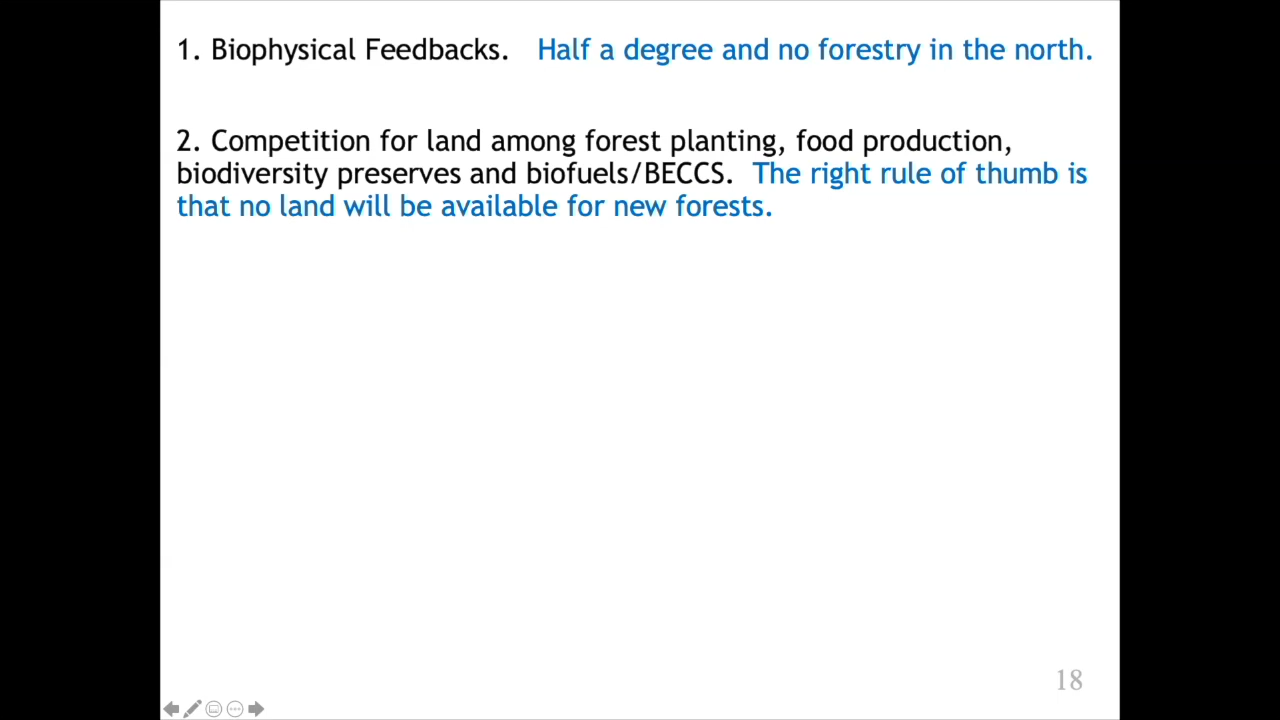 1. Biophysical Feedbacks. Half a degree and no forestry in the north.
2. Competition for land among forest planting, food production,
biodiversity preserves and biofuels/BECCS. The right rule of thumb is
that no land will be available for new forests.
18